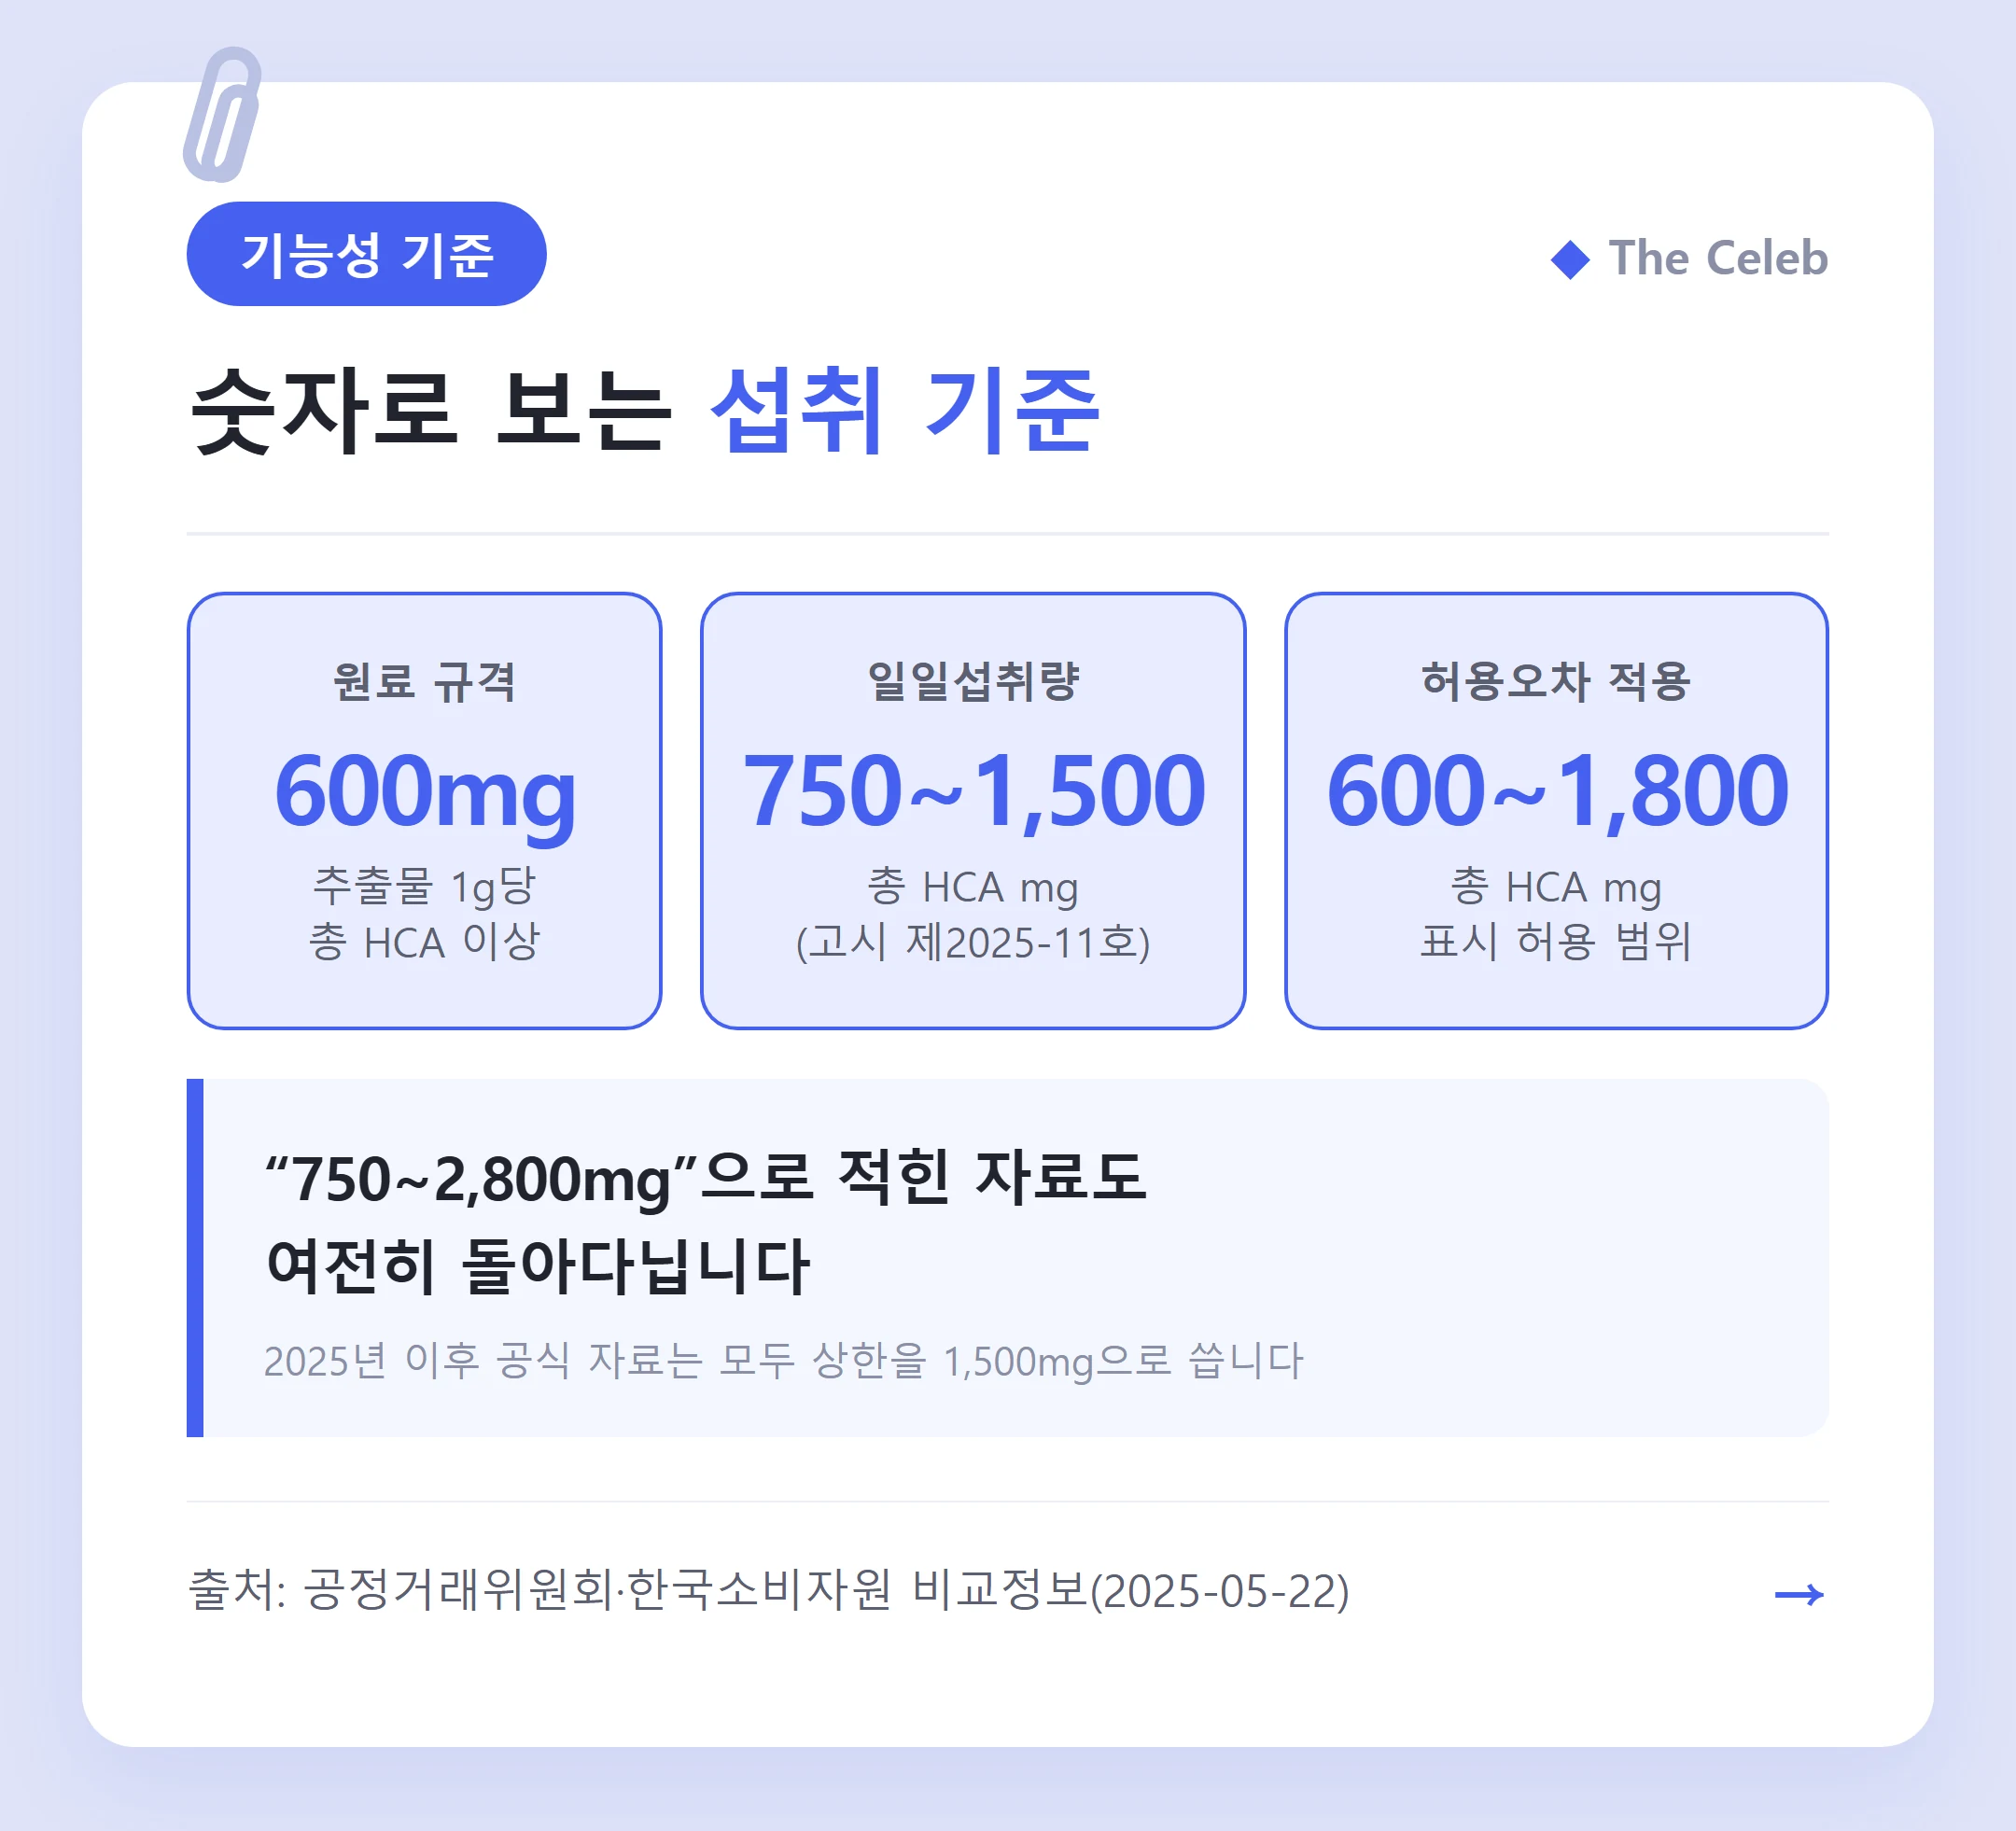 기능성 기준
◆ The Celeb
숫자로 보는 섭취 기준
원료 규격
600mg
추출물 1g당
총 HCA 이상
일일섭취량
750~1,500
총 HCA mg
(고시 제2025-11호)
허용오차 적용
600~1,800
총 HCA mg
표시 허용 범위
“750~2,800mg”으로 적힌 자료도
여전히 돌아다닙니다
2025년 이후 공식 자료는 모두 상한을 1,500mg으로 씁니다
출처: 공정거래위원회·한국소비자원 비교정보(2025-05-22)
→